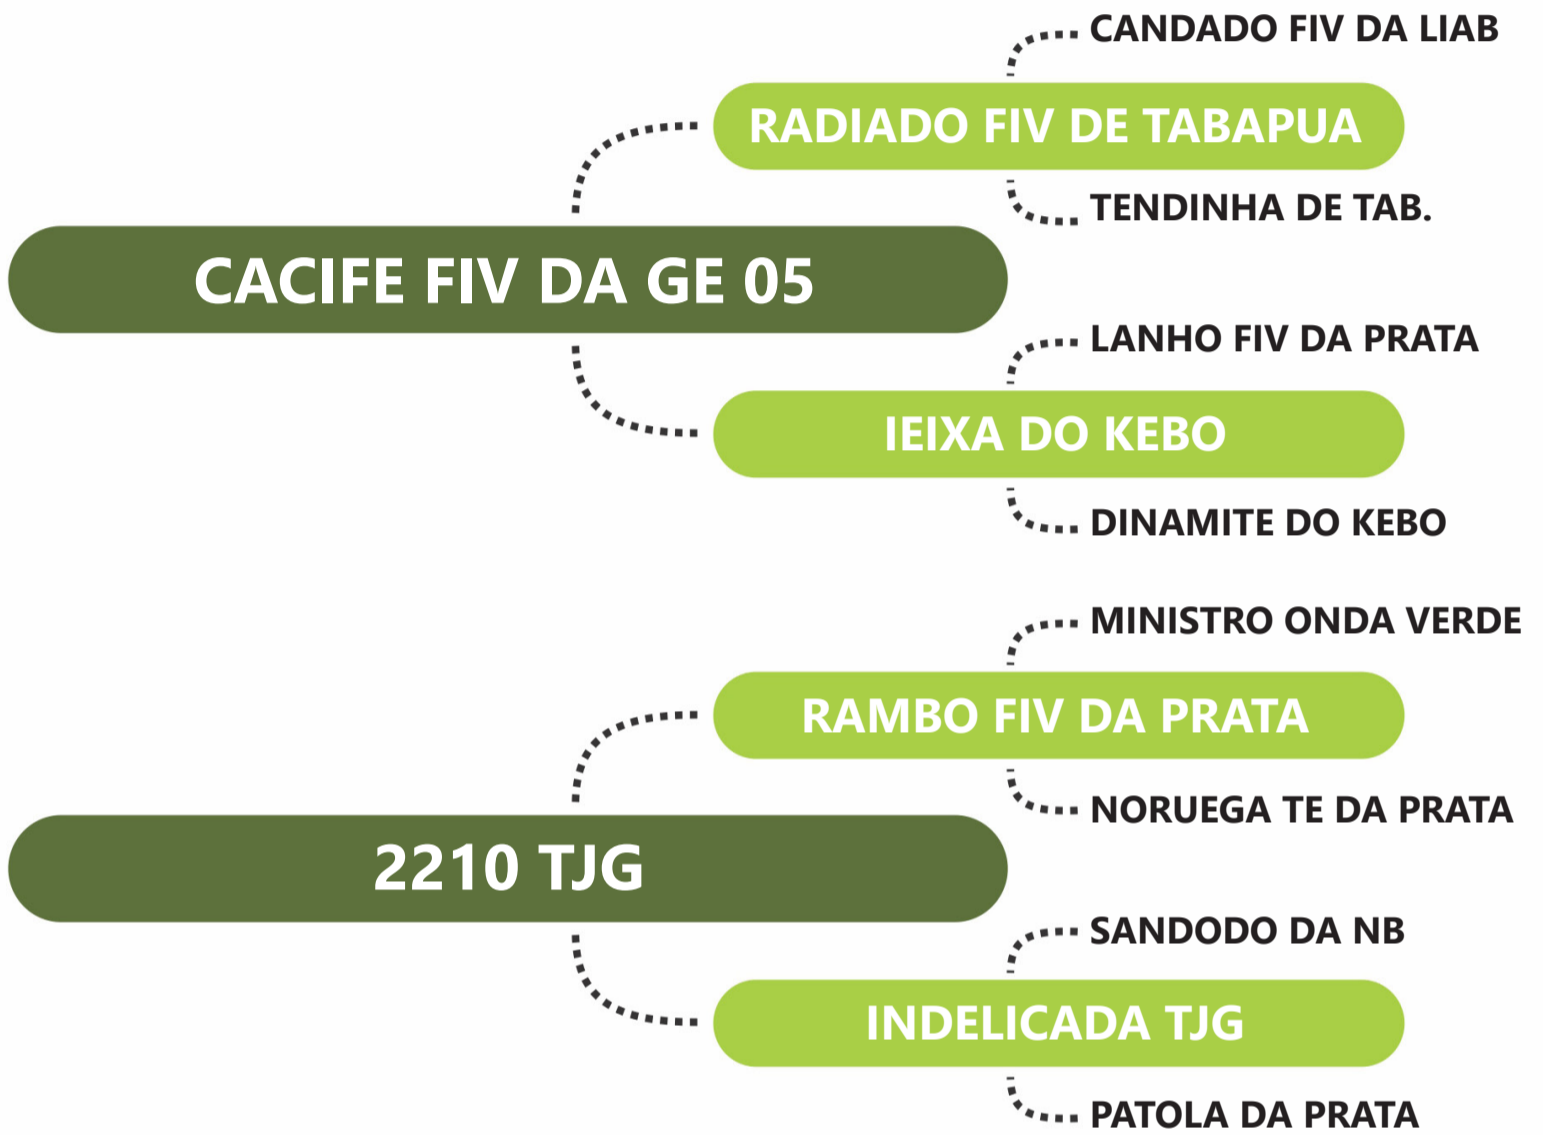 CANDADO FIV DA LIAB
RADIADO FIV DE TABAPUA
TENDINHA DE TAB.
CACIFE FIV DA GE 05
LANHO FIV DA PRATA
IEIXA DO KEBO
DINAMITE DO KEBO
MINISTRO ONDA VERDE
RAMBO FIV DA PRATA
NORUEGA TE DA PRATA
2210 TJG
SANDODO DA NB
INDELICADA TJG
PATOLA DA PRATA